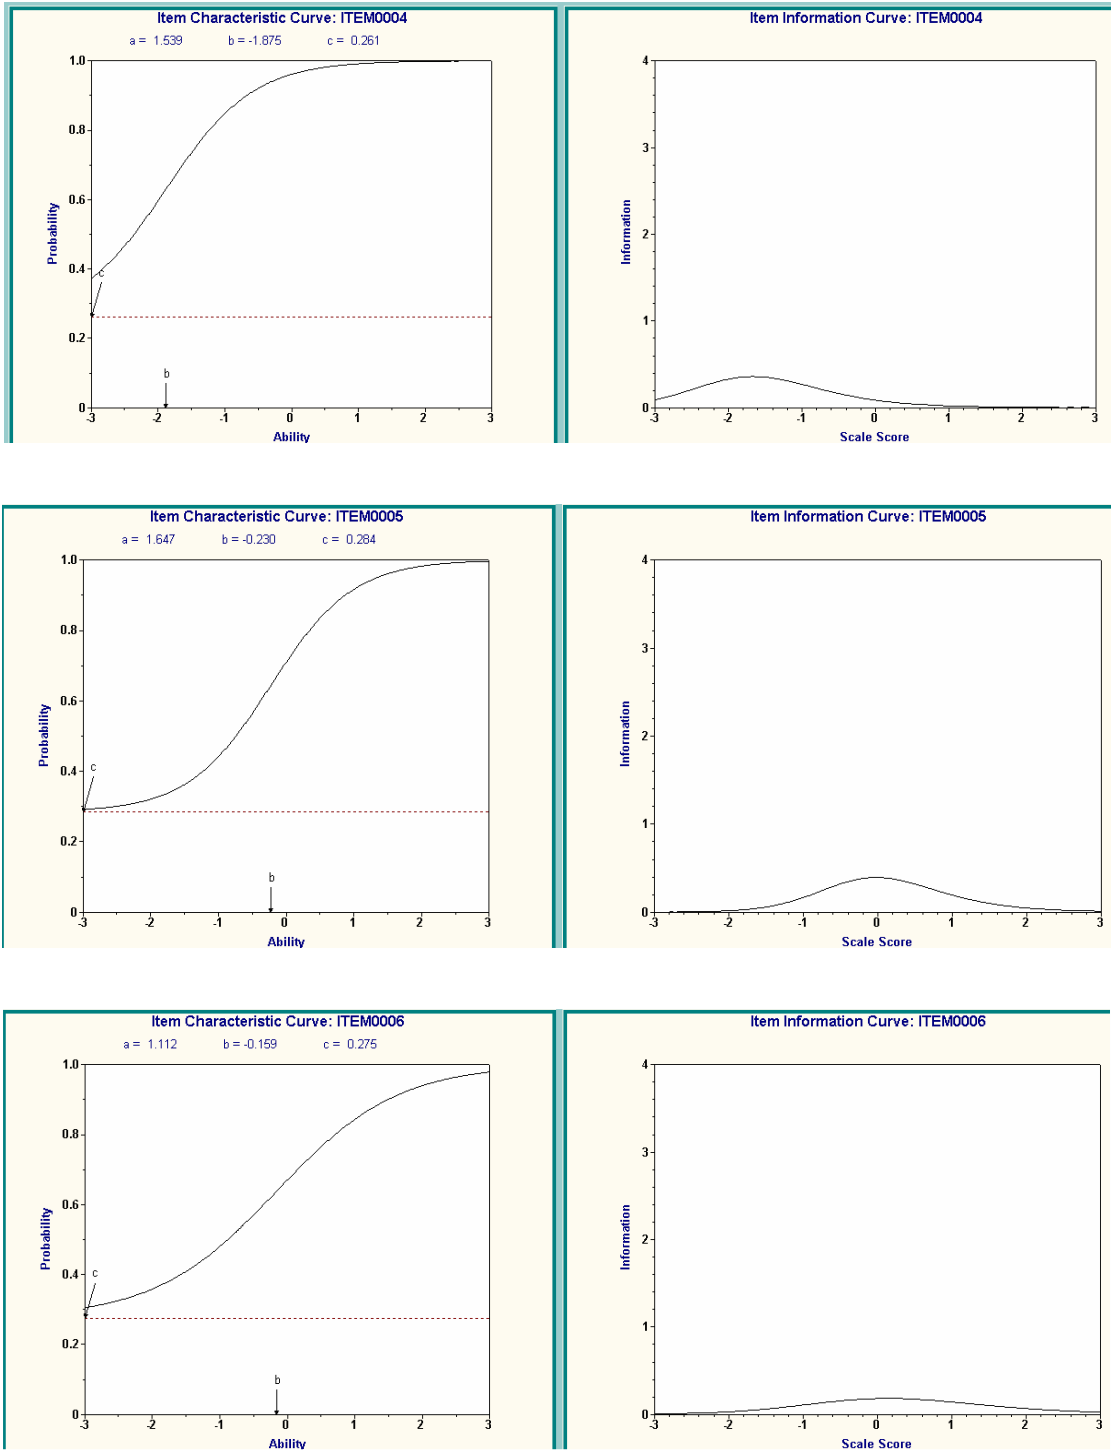 Item Characteristic Curve: ITEM0004
a = 1.539 b = -1.875 c = 0.261
1.0
0.8
0.6
0.4
0.2
0
Probability
c
b
-3 -2 -1 0 1 2 3
Ability
Item Information Curve: ITEM0004
4
3
2
1
0
Information
-3 -2 -1 0 1 2 3
Scale Score
Item Characteristic Curve: ITEM0005
a = 1.647 b = -0.230 c = 0.284
1.0
0.8
0.6
0.4
0.2
0
Probability
c
b
-3 -2 -1 0 1 2 3
Ability
Item Information Curve: ITEM0005
4
3
2
1
0
Information
-3 -2 -1 0 1 2 3
Scale Score
Item Characteristic Curve: ITEM0006
a = 1.112 b = -0.159 c = 0.275
1.0
0.8
0.6
0.4
0.2
0
Probability
c
b
-3 -2 -1 0 1 2 3
Ability
Item Information Curve: ITEM0006
4
3
2
1
0
Information
-3 -2 -1 0 1 2 3
Scale Score